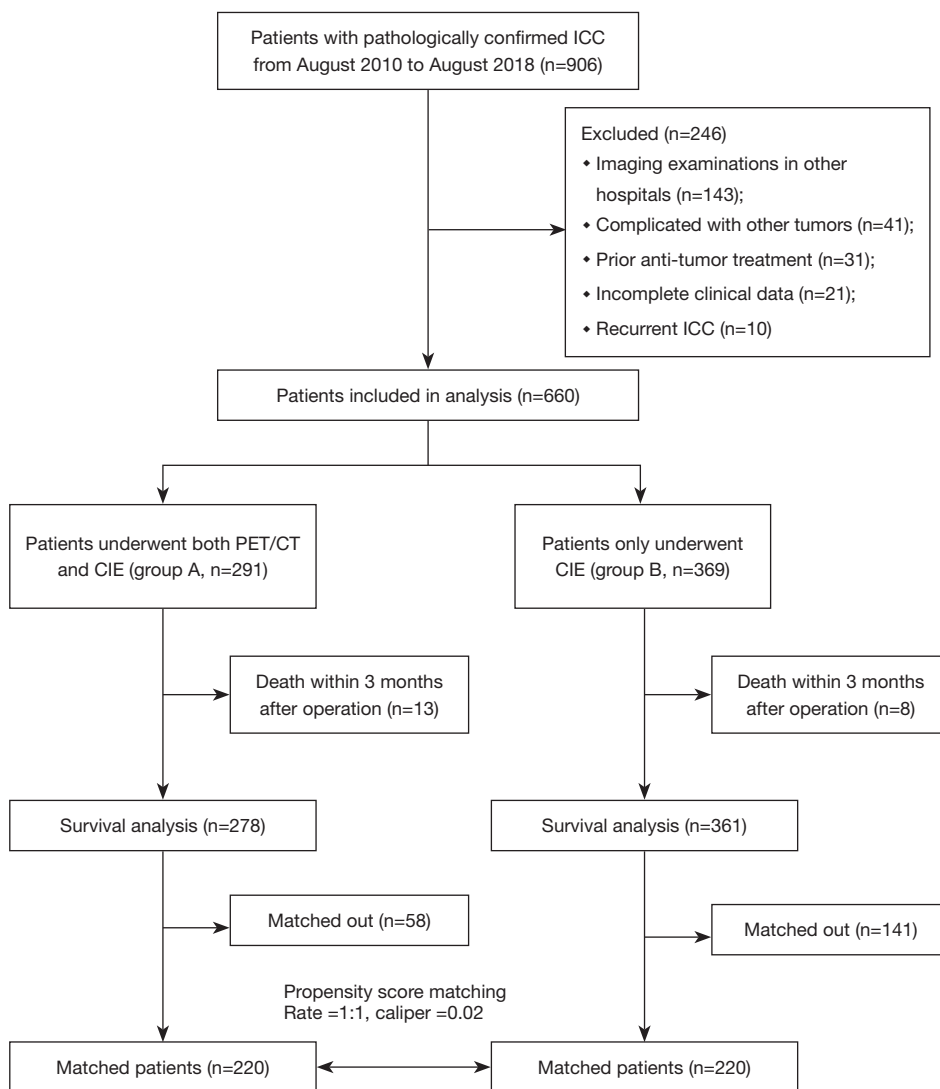 Patients with pathologically confirmed ICC
from August 2010 to August 2018 (n=906)
Excluded (n=246)
◆ Imaging examinations in other
hospitals (n=143);
◆ Complicated with other tumors (n=41);
◆ Prior anti-tumor treatment (n=31);
◆ Incomplete clinical data (n=21);
◆ Recurrent ICC (n=10)
Patients included in analysis (n=660)
Patients underwent both PET/CT
and CIE (group A, n=291)
Patients only underwent
CIE (group B, n=369)
Death within 3 months
after operation (n=13)
Death within 3 months
after operation (n=8)
Survival analysis (n=278)
Survival analysis (n=361)
Matched out (n=58)
Matched out (n=141)
Propensity score matching
Rate =1:1, caliper =0.02
Matched patients (n=220)
Matched patients (n=220)